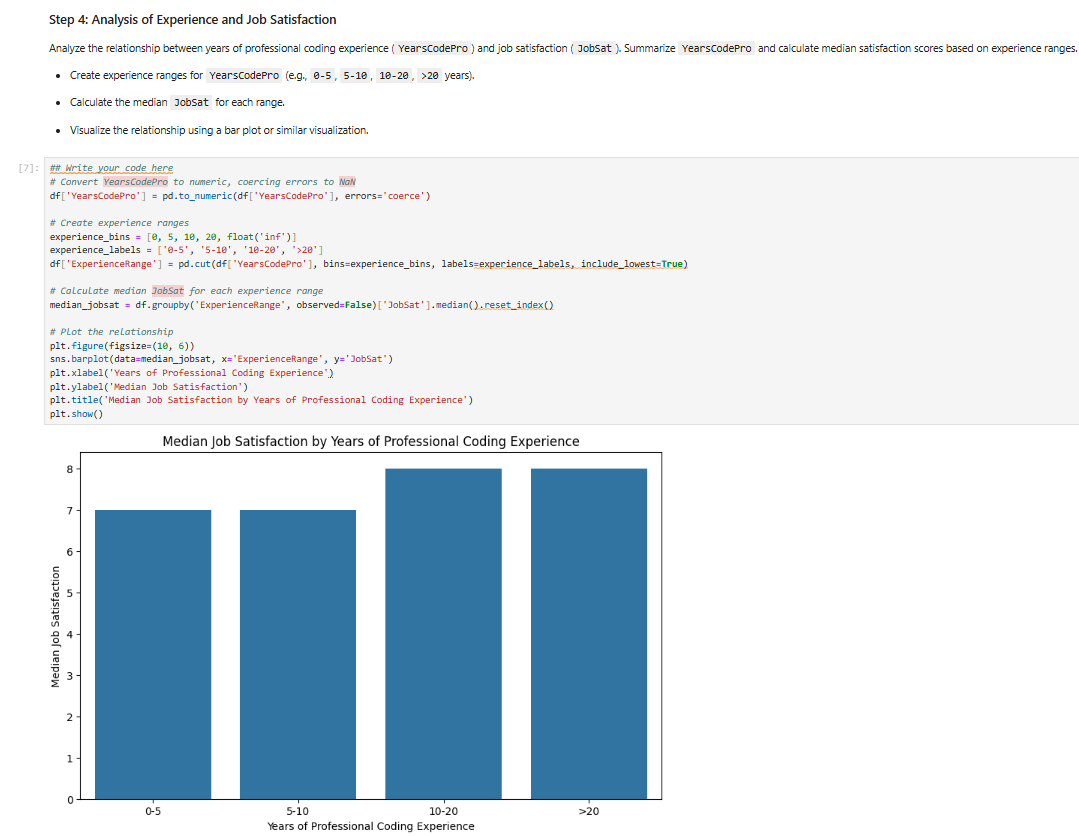 Step 4: Analysis of Experience and Job Satisfaction
Analyze the relationship between years of professional coding experience ( YearsCodePro ) and job satisfaction ( JobSat ). Summarize YearsCodePro and calculate median satisfaction scores based on experience ranges.
• Create experience ranges for YearsCodePro (e.g., 0-5 , 5-10 , 10-20 , >20 years).
• Calculate the median JobSat for each range.
• Visualize the relationship using a bar plot or similar visualization.
[7]: ## Write your code here
# Convert YearsCodePro to numeric, coercing errors to NaN
df['YearsCodePro'] = pd.to_numeric(df['YearsCodePro'], errors='coerce')
# Create experience ranges
experience_bins = [0, 5, 10, 20, float('inf')]
experience_labels = ['0-5', '5-10', '10-20', '>20']
df['ExperienceRange'] = pd.cut(df['YearsCodePro'], bins=experience_bins, labels=experience_labels, include_lowest=True)
# Calculate median JobSat for each experience range
median_jobsat = df.groupby('ExperienceRange', observed=False)['JobSat'].median().reset_index()
# Plot the relationship
plt.figure(figsize=(10, 6))
sns.barplot(data=median_jobsat, x='ExperienceRange', y='JobSat')
plt.xlabel('Years of Professional Coding Experience')
plt.ylabel('Median Job Satisfaction')
plt.title('Median Job Satisfaction by Years of Professional Coding Experience')
plt.show()
Median Job Satisfaction by Years of Professional Coding Experience
8
7
6
5
4
3
2
1
0
Median Job Satisfaction
0-5 5-10 10-20 >20
Years of Professional Coding Experience